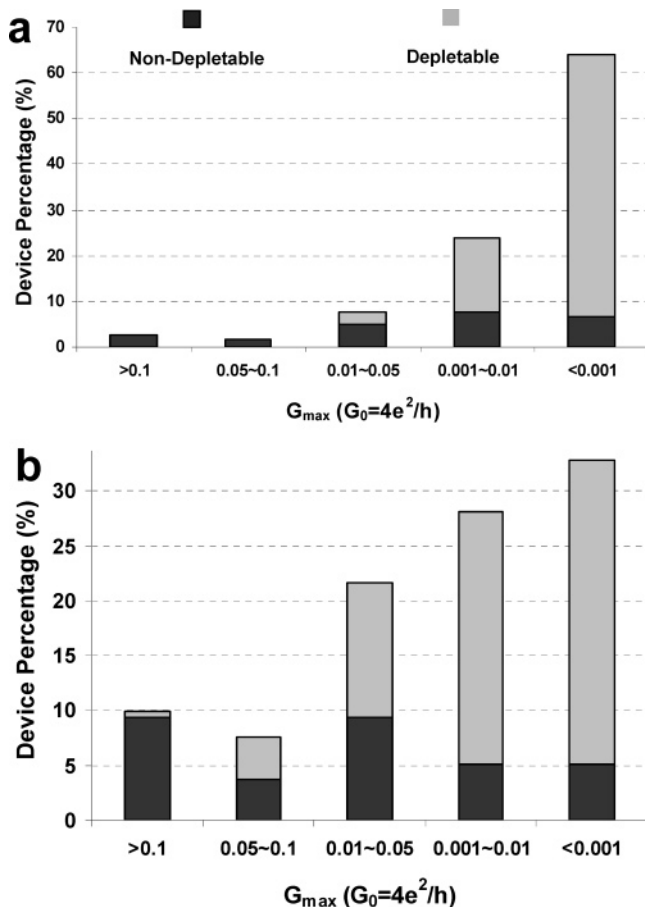 a
Non-Depletable Depletable
Device Percentage (%)
70
60
50
40
30
20
10
0
>0.1 0.05~0.1 0.01~0.05 0.001~0.01 <0.001
Gmax (G0=4e²/h)
b
Device Percentage (%)
30
25
20
15
10
5
0
>0.1 0.05~0.1 0.01~0.05 0.001~0.01 <0.001
Gmax (G0=4e²/h)